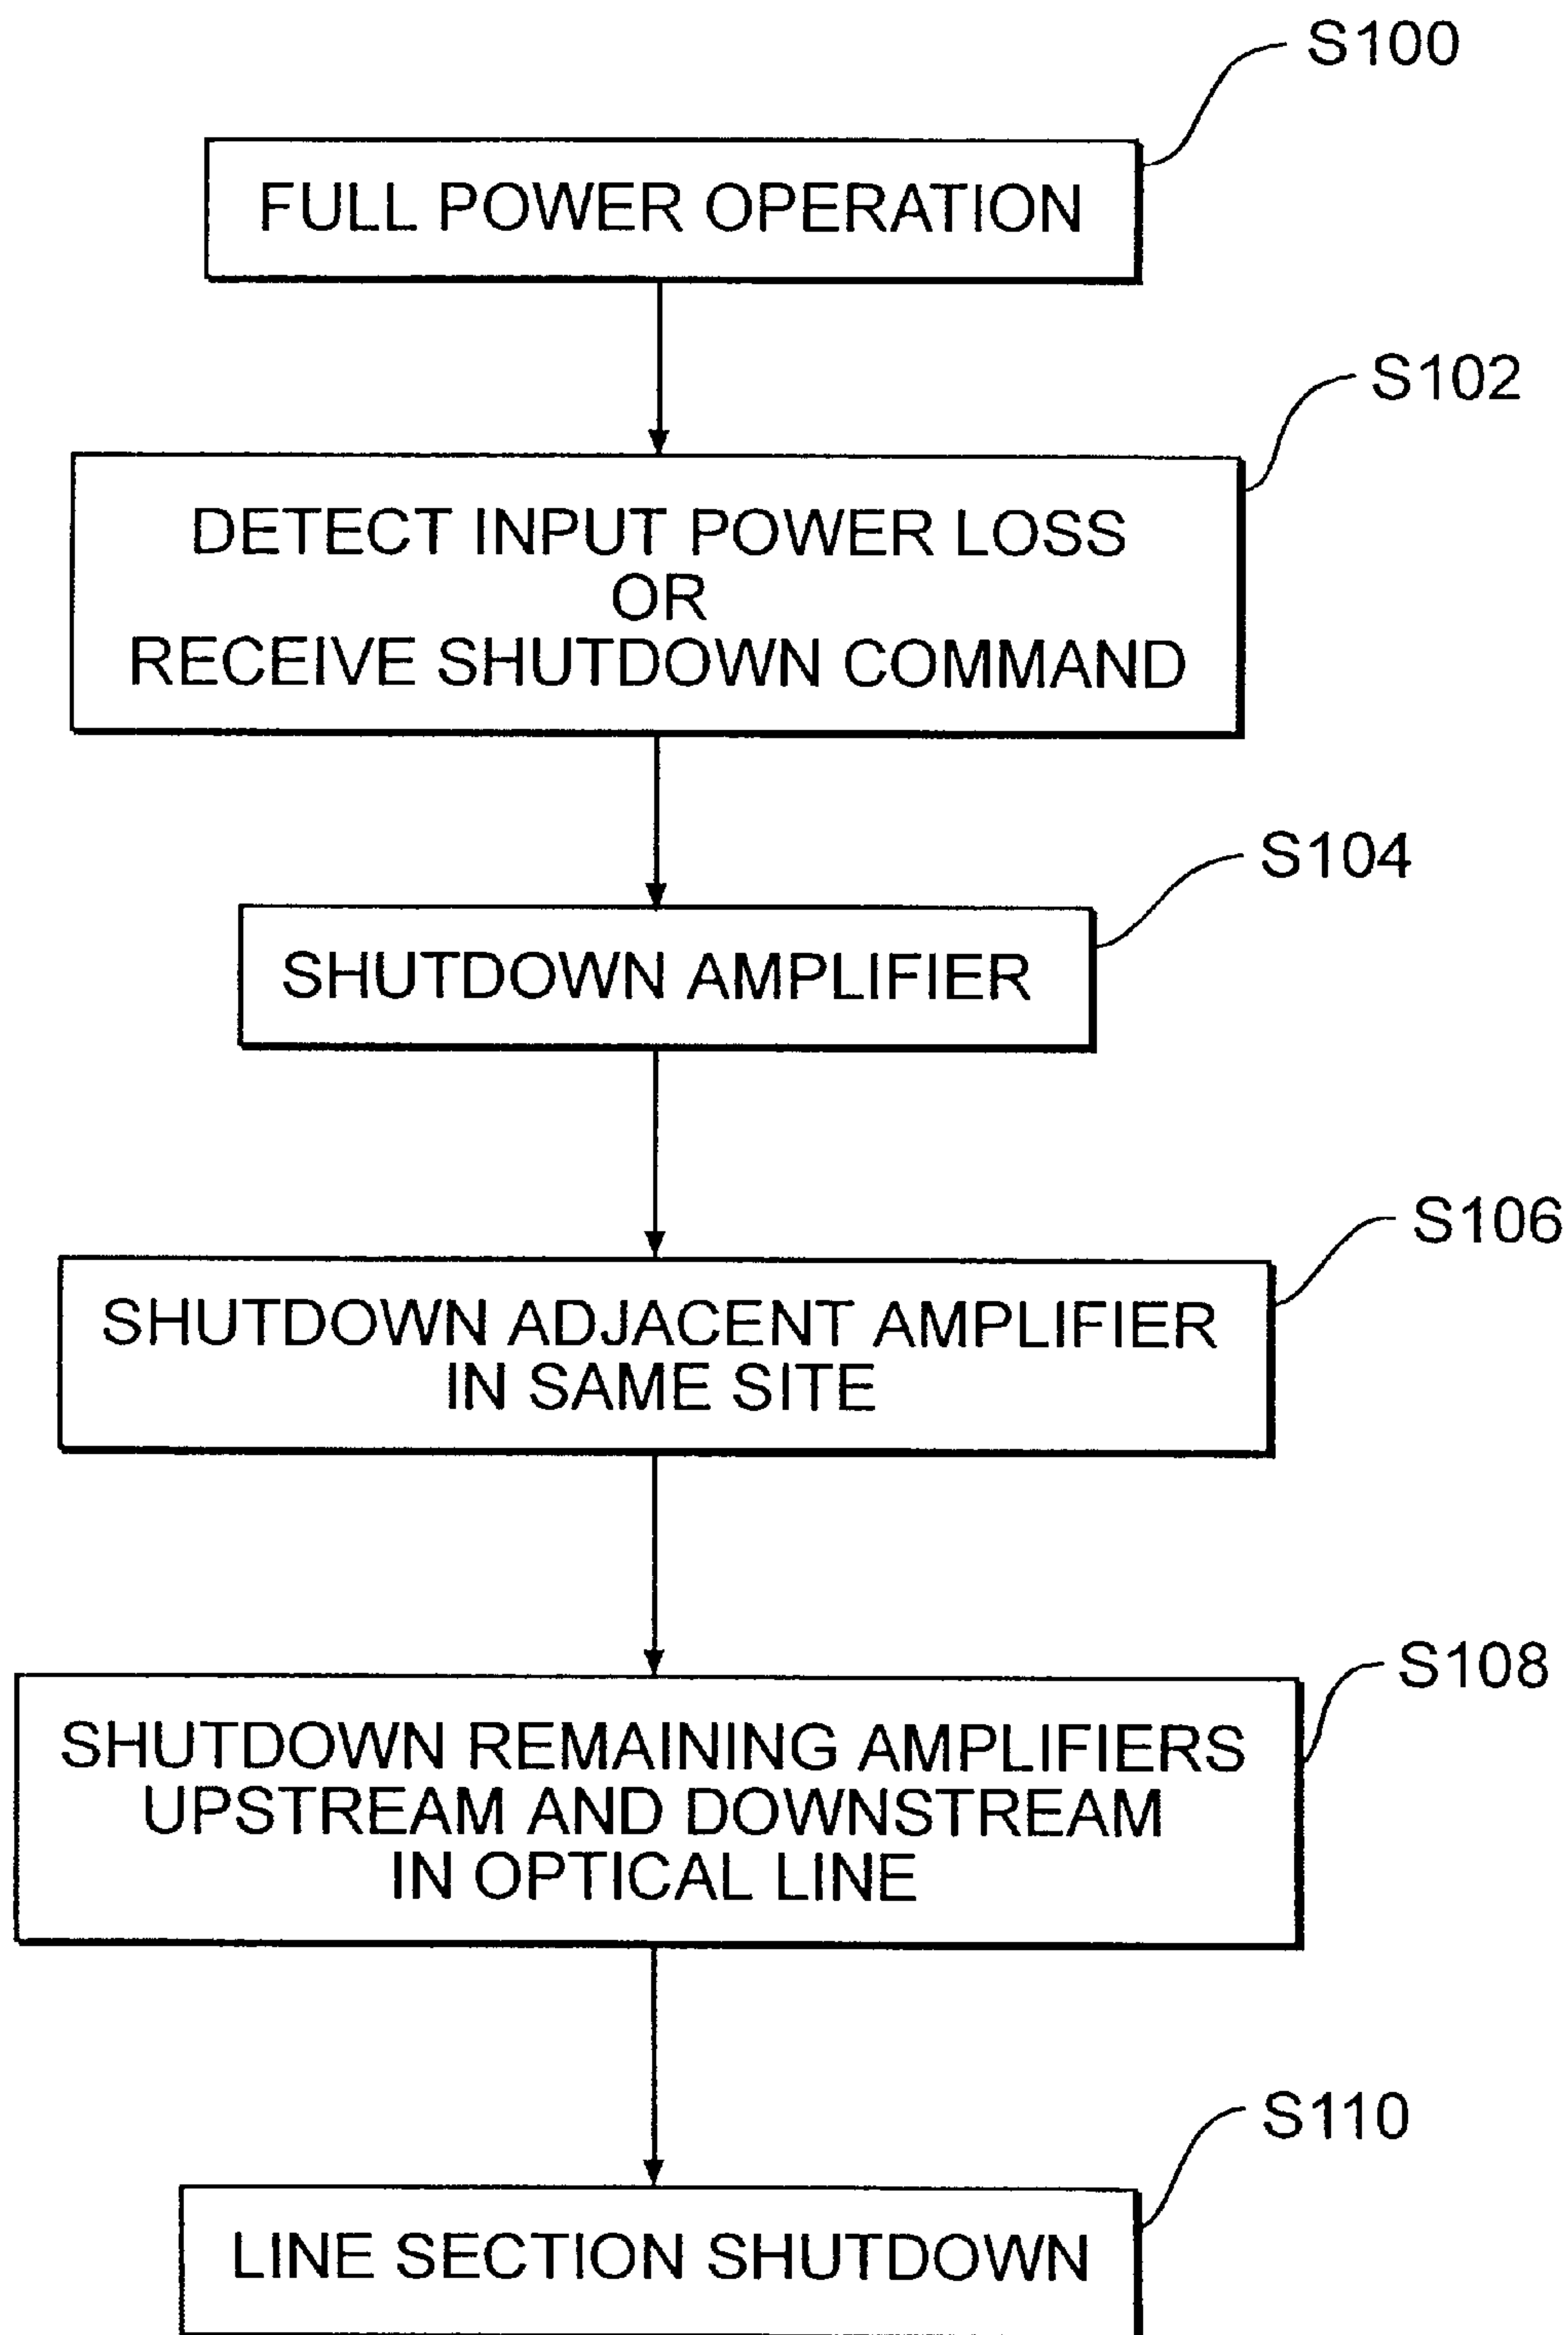 S100
FULL POWER OPERATION
S102
DETECT INPUT POWER LOSS
OR
RECEIVE SHUTDOWN COMMAND
S104
SHUTDOWN AMPLIFIER
S106
SHUTDOWN ADJACENT AMPLIFIER
IN SAME SITE
S108
SHUTDOWN REMAINING AMPLIFIERS
UPSTREAM AND DOWNSTREAM
IN OPTICAL LINE
S110
LINE SECTION SHUTDOWN